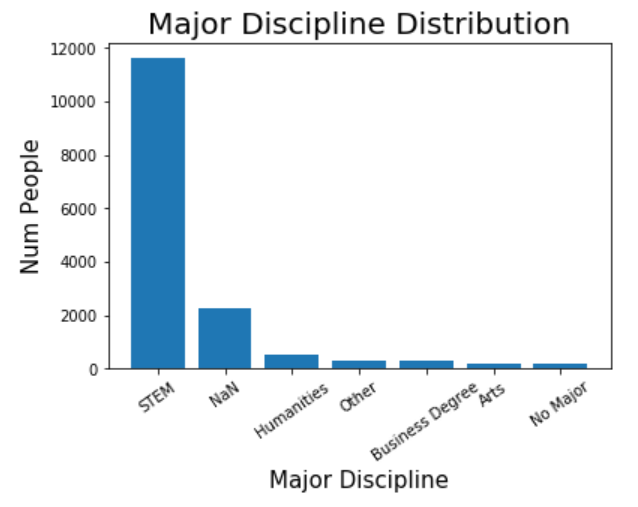 Major Discipline Distribution
12000
10000
8000
6000
4000
2000
0
Num People
STEM
NaN
Humanities
Other
Business Degree
Arts
No Major
Major Discipline